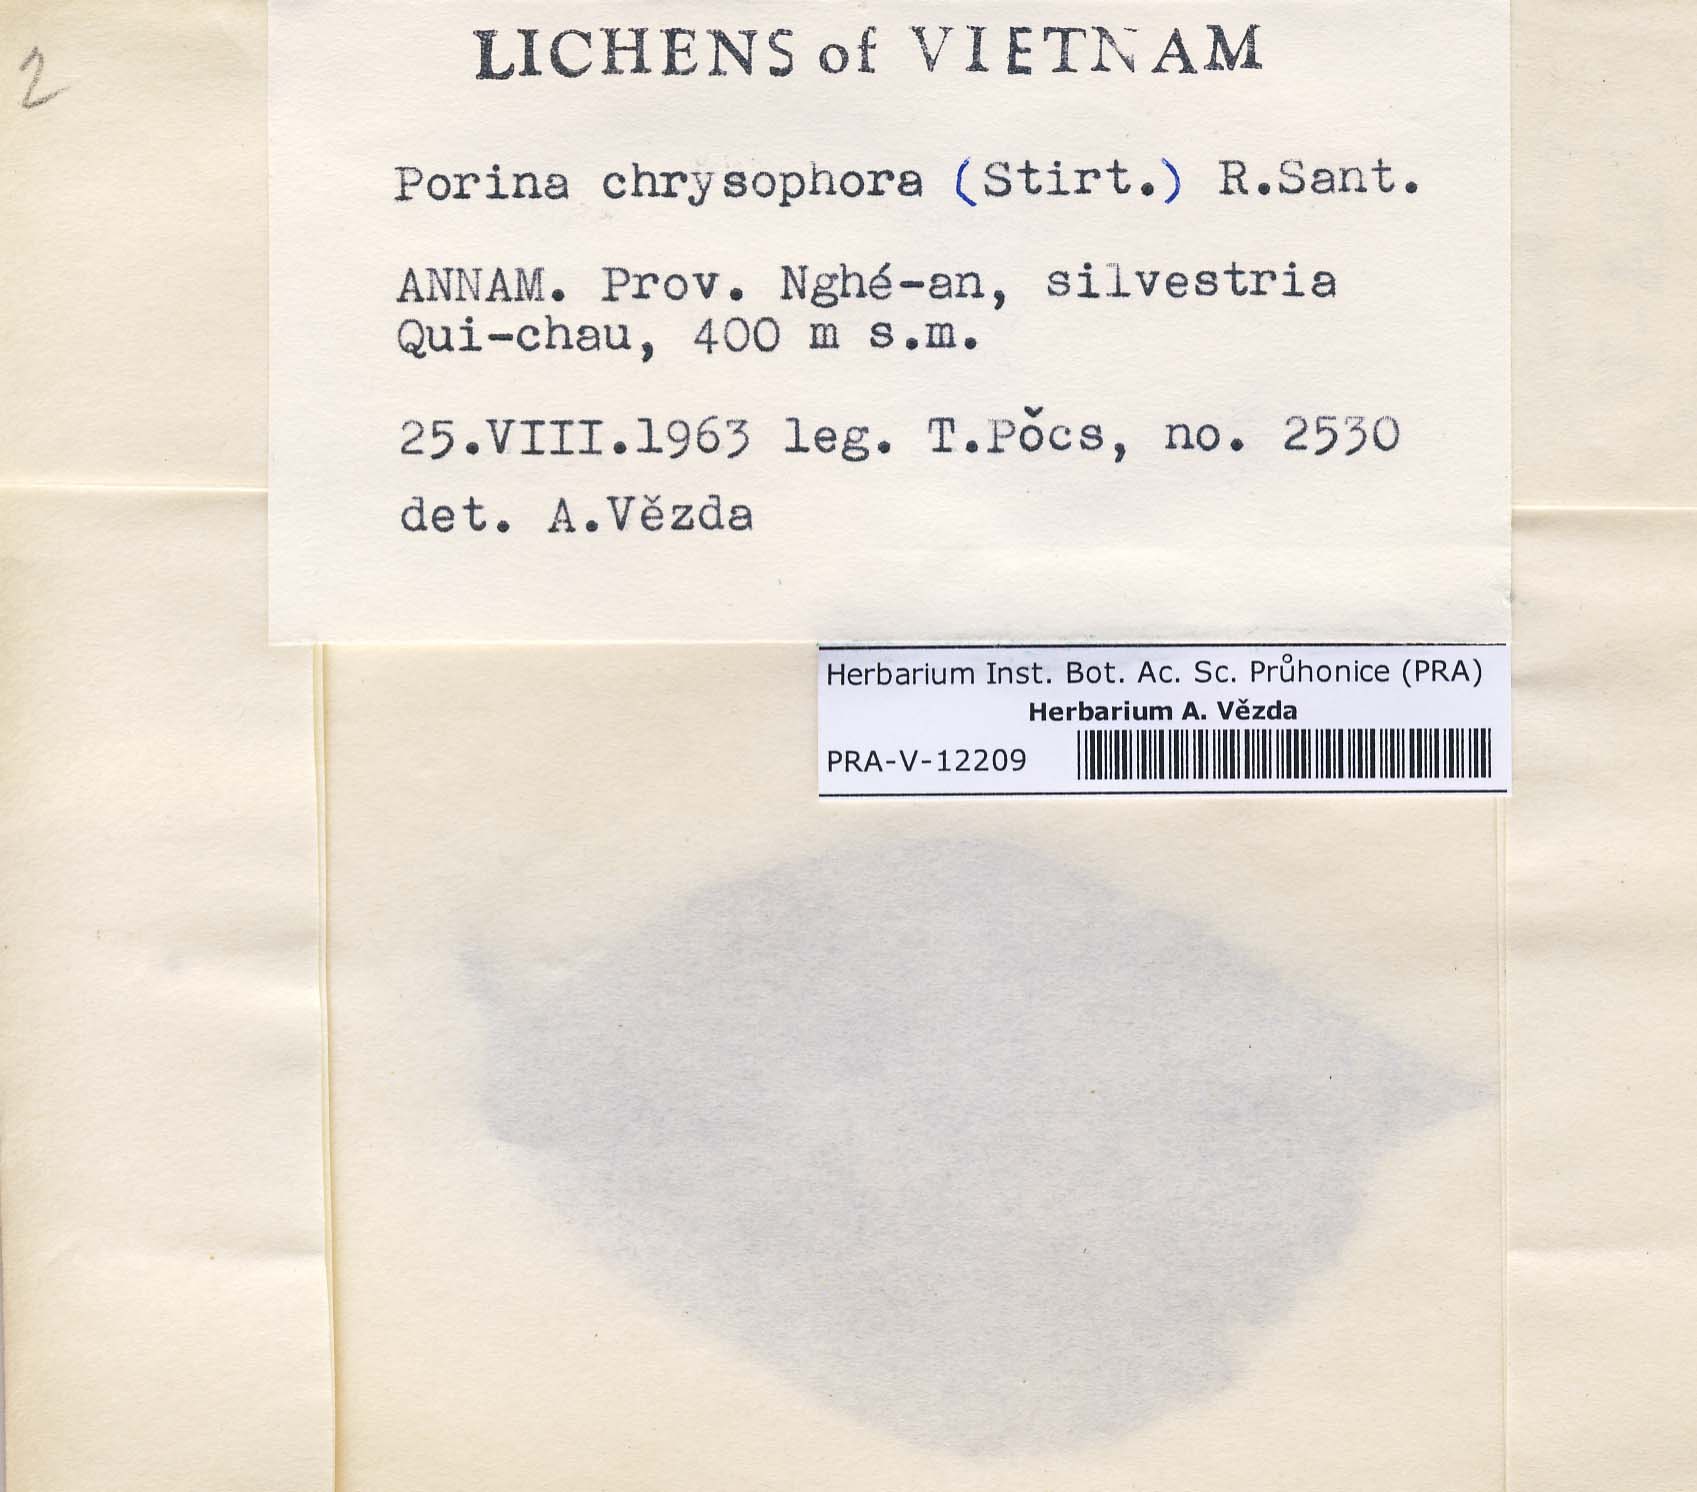 2
LICHENS of VIETNAM
Porina chrysophora (Stirt.) R.Sant.
ANNAM. Prov. Nghé-an, silvestria
Qui-chau, 400 m s.m.
25.VIII.1963 leg. T.Pǒcs, no. 2530
det. A.Vězda
Herbarium Inst. Bot. Ac. Sc. Průhonice (PRA)
Herbarium A. Vězda
PRA-V-12209